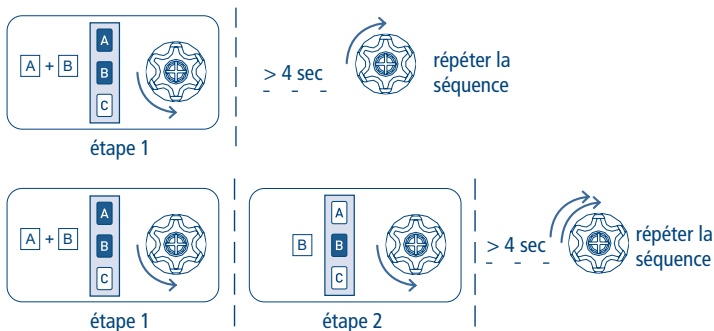 A + B
A
B
C
étape 1
> 4 sec
répéter la
séquence
A + B
A
B
C
étape 1
B
A
B
C
étape 2
> 4 sec
répéter la
séquence